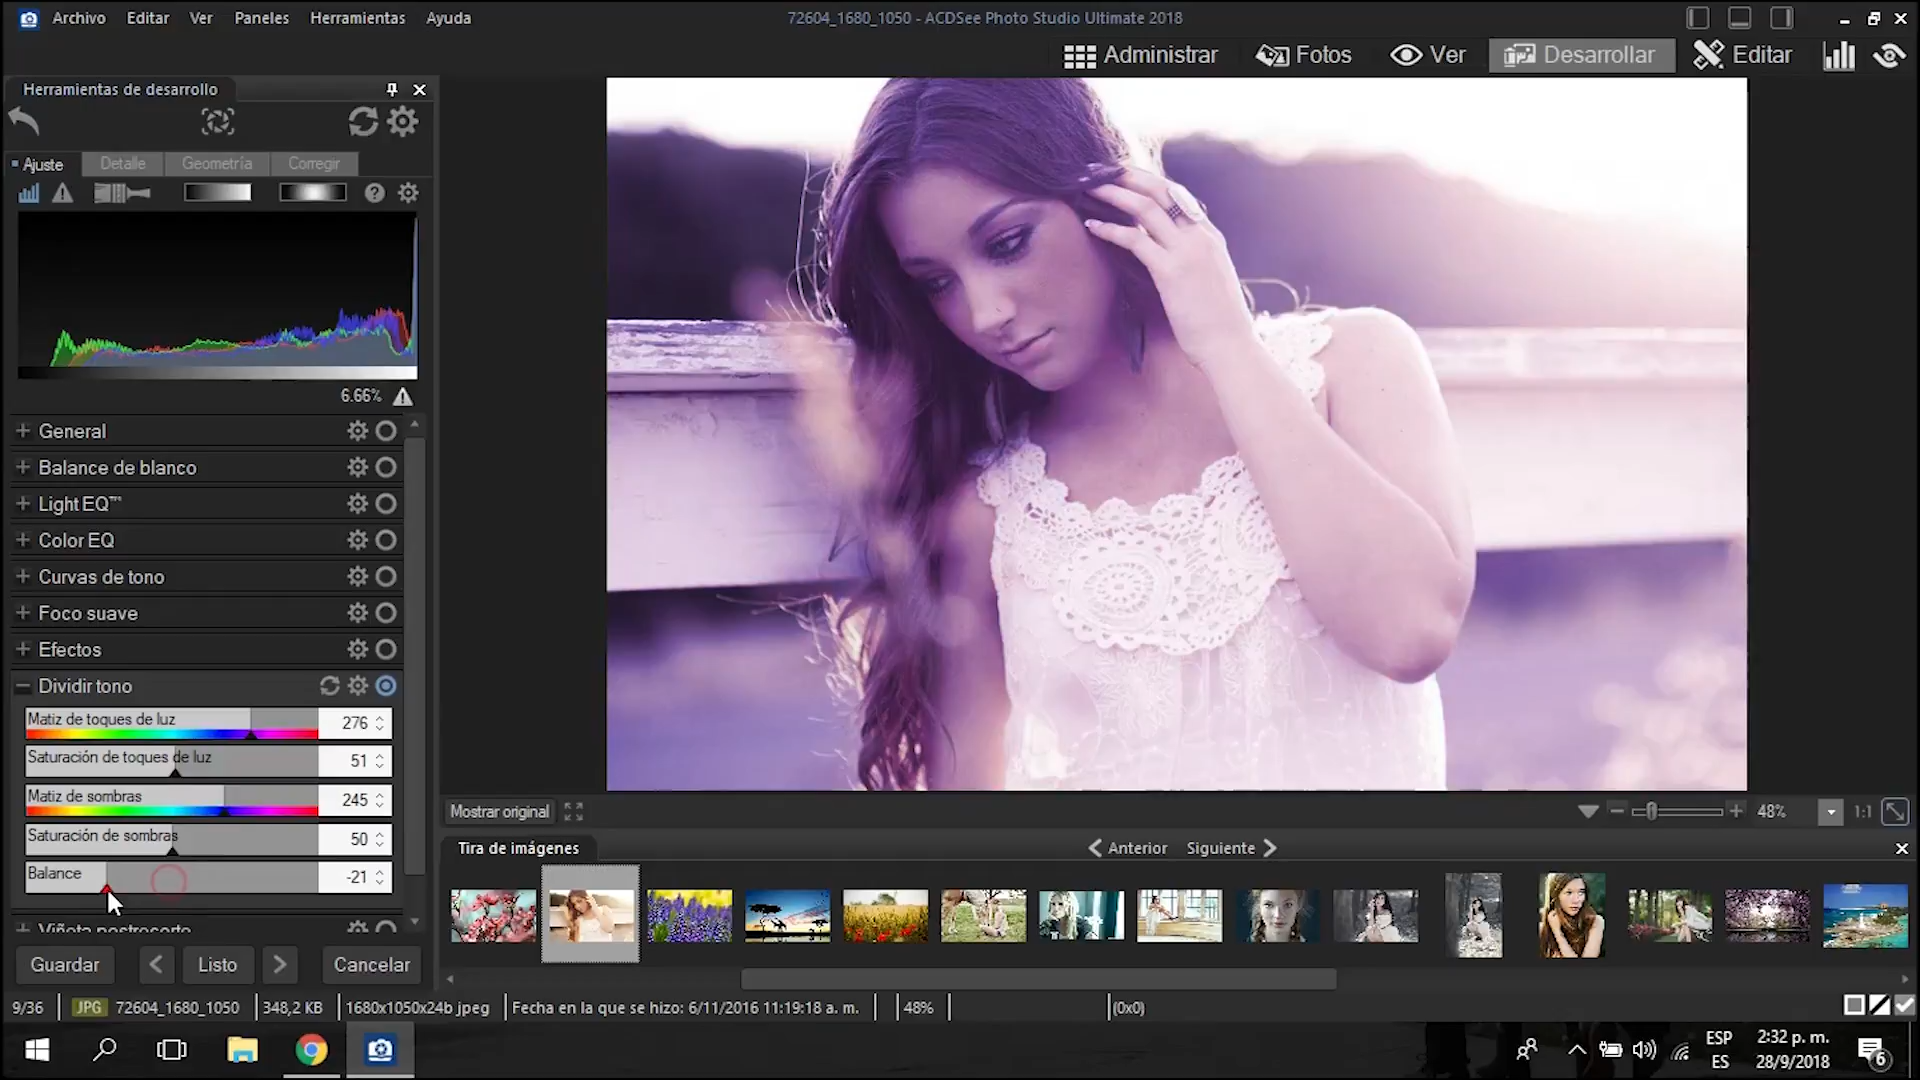 Archivo Editar Ver Paneles Herramientas Ayuda
72604_1680_1050 - ACDSee Photo Studio Ultimate 2018
Administrar Fotos Ver Desarrollar Editar
Herramientas de desarrollo
Ajuste Detalle Geometría Corregir
6.66%
General
Balance de blanco
Light EQ™
Color EQ
Curvas de tono
Foco suave
Efectos
Dividir tono
Matiz de toques de luz 276
Saturación de toques de luz 51
Matiz de sombras 245
Saturación de sombras 50
Balance -21
Viñeta postrecorte
Guardar Listo Cancelar
Mostrar original
48% 1:1
Tira de imágenes
Anterior Siguiente
9/36 JPG 72604_1680_1050 348,2 KB 1680x1050x24b jpeg Fecha en la que se hizo: 6/11/2016 11:19:18 a. m. 48% (0x0)
ESP
ES
2:32 p. m.
28/9/2018
6